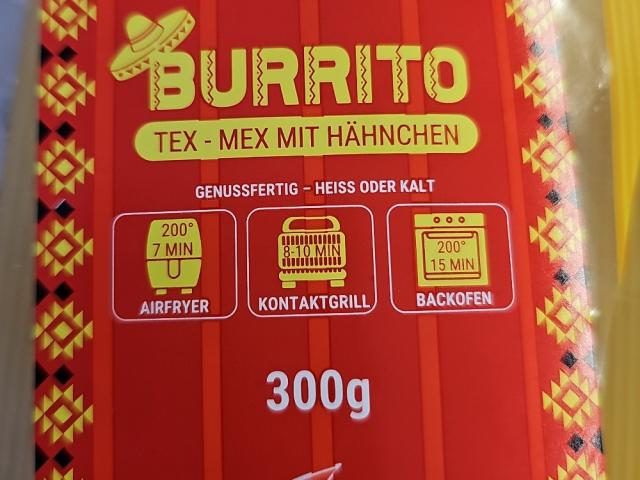 BURRITO
TEX - MEX MIT HÄHNCHEN
GENUSSFERTIG – HEISS ODER KALT
200°
7 MIN
AIRFRYER
8-10 MIN
KONTAKTGRILL
200°
15 MIN
BACKOFEN
300g